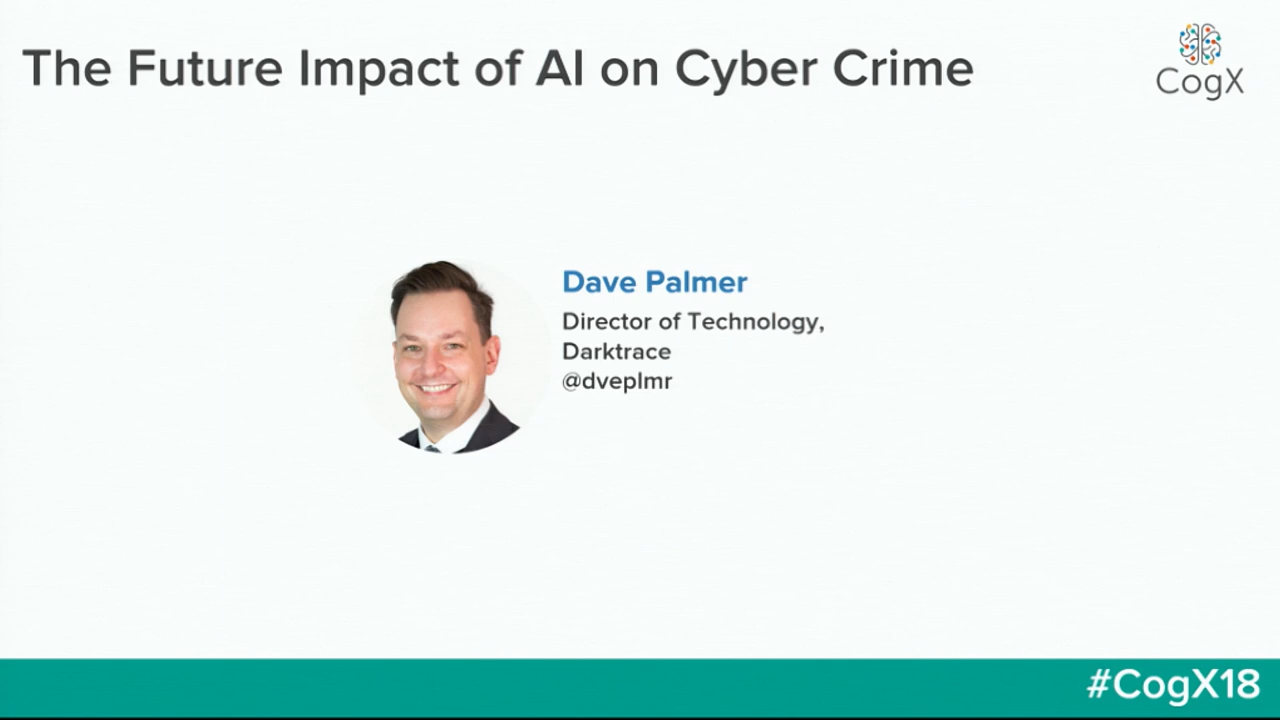 The Future Impact of AI on Cyber Crime
CogX
Dave Palmer
Director of Technology,
Darktrace
@dveplmr
#CogX18